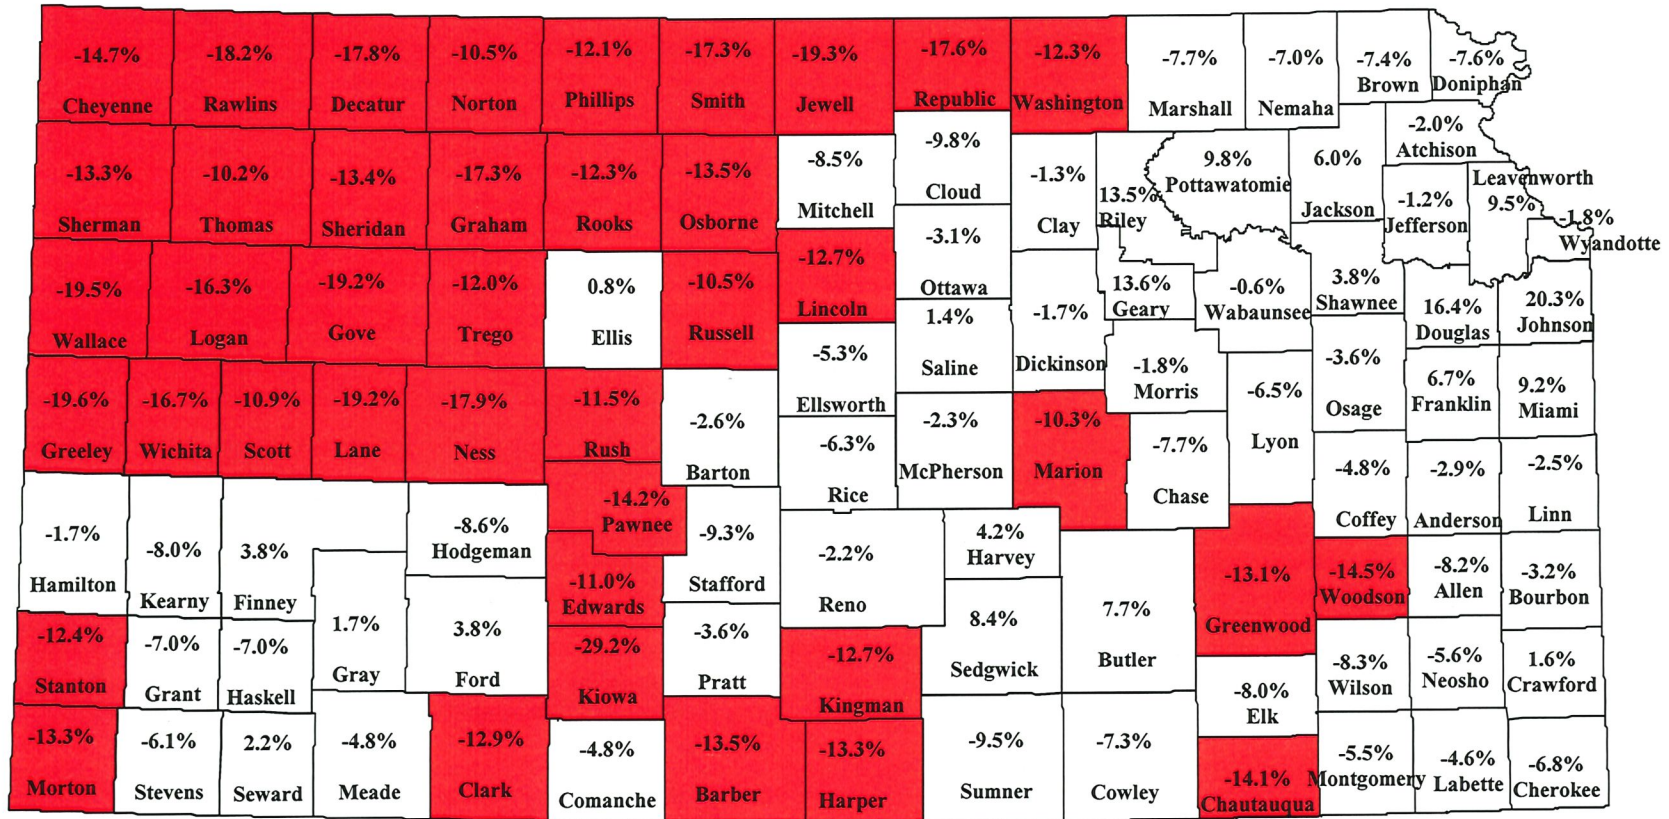 -14.7%
Cheyenne
-18.2%
Rawlins
-17.8%
Decatur
-10.5%
Norton
-12.1%
Phillips
-17.3%
Smith
-19.3%
Jewell
-17.6%
Republic
-12.3%
Washington
-7.7%
Marshall
-7.0%
Nemaha
-7.4%
Brown
-7.6%
Doniphan
-13.3%
Sherman
-10.2%
Thomas
-13.4%
Sheridan
-17.3%
Graham
-12.3%
Rooks
-13.5%
Osborne
-8.5%
Mitchell
-9.8%
Cloud
-1.3%
Clay
13.5%
Riley
9.8%
Pottawatomie
6.0%
Jackson
-2.0%
Atchison
-1.2%
Jefferson
Leavenworth
9.5%
-1.8%
Wyandotte
-19.5%
Wallace
-16.3%
Logan
-19.2%
Gove
-12.0%
Trego
0.8%
Ellis
-10.5%
Russell
-12.7%
Lincoln
-3.1%
Ottawa
1.4%
Saline
-1.7%
Dickinson
13.6%
Geary
-0.6%
Wabaunsee
3.8%
Shawnee
16.4%
Douglas
20.3%
Johnson
-19.6%
Greeley
-16.7%
Wichita
-10.9%
Scott
-19.2%
Lane
-17.9%
Ness
-11.5%
Rush
-2.6%
Barton
-5.3%
Ellsworth
-6.3%
Rice
-2.3%
McPherson
-10.3%
Marion
-1.8%
Morris
-7.7%
Chase
-6.5%
Lyon
-3.6%
Osage
6.7%
Franklin
9.2%
Miami
-1.7%
Hamilton
-8.0%
Kearny
3.8%
Finney
-8.6%
Hodgeman
-14.2%
Pawnee
-9.3%
Stafford
-2.2%
Reno
4.2%
Harvey
-4.8%
Coffey
-2.9%
Anderson
-2.5%
Linn
1.7%
Gray
3.8%
Ford
-11.0%
Edwards
-3.6%
Pratt
8.4%
Sedgwick
7.7%
Butler
-13.1%
Greenwood
-14.5%
Woodson
-8.2%
Allen
-3.2%
Bourbon
-12.4%
Stanton
-7.0%
Grant
-7.0%
Haskell
-29.2%
Kiowa
-12.7%
Kingman
-8.0%
Elk
-8.3%
Wilson
-5.6%
Neosho
1.6%
Crawford
-13.3%
Morton
-6.1%
Stevens
2.2%
Seward
-4.8%
Meade
-12.9%
Clark
-4.8%
Comanche
-13.5%
Barber
-13.3%
Harper
-9.5%
Sumner
-7.3%
Cowley
-14.1%
Chautauqua
-5.5%
Montgomery
-4.6%
Labette
-6.8%
Cherokee